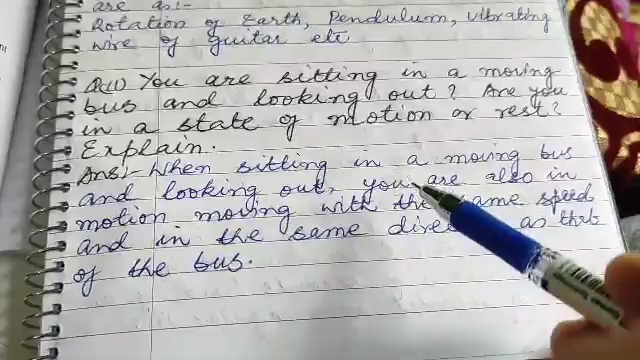 are as:-
Rotation of Earth, Pendulum, vibrating
wire of guitar etc
You are sitting in a moving
bus and looking out? Are you
in a state of motion or rest?
Explain.
Ans:- When sitting in a moving bus
and looking out, you are also in
motion moving with the same speed
and in the same direc as that
of the bus.